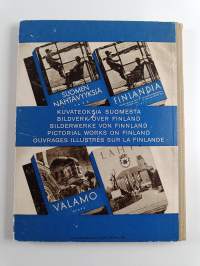 SUOMEN
NÄHTÄVYYKSIÄ
FINLANDIA
KUVATEOKSIA SUOMESTA
BILDVERK ÖVER FINLAND
BILDERWERKE VON FINNLAND
PICTORIAL WORKS ON FINLAND
OUVRAGES ILLUSTRÉS SUR LA FINLANDE
LAHTI
VALAMO